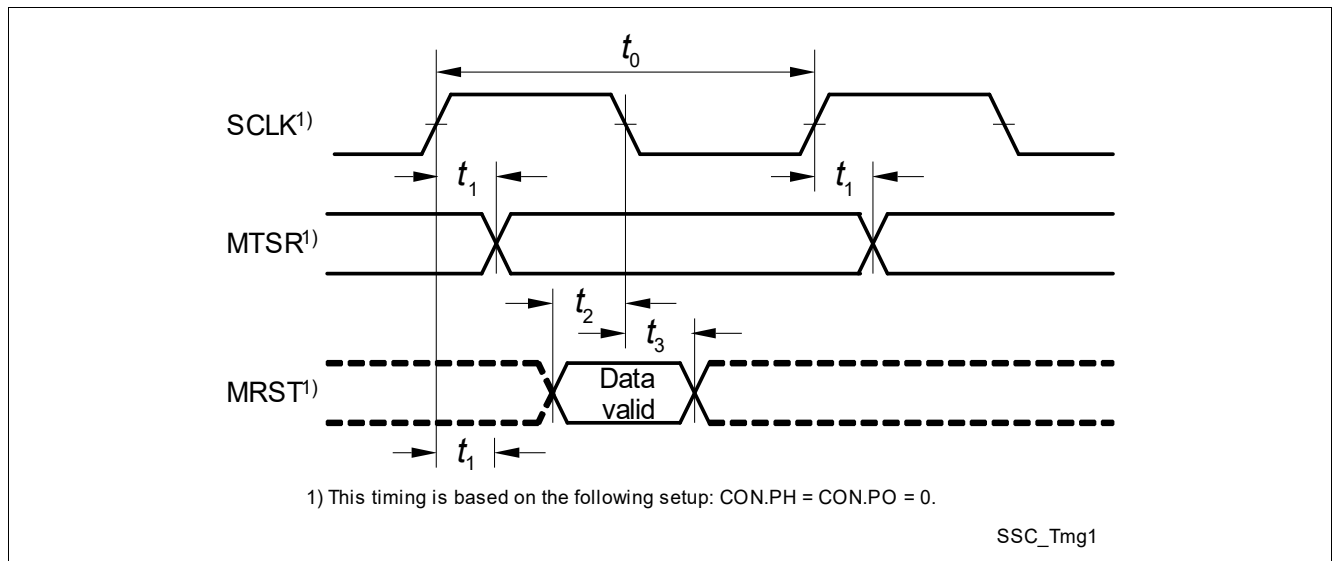 t0
SCLK1)
t1 t1
MTSR1)
t2
t3
MRST1) Data
valid
t1
1) This timing is based on the following setup: CON.PH = CON.PO = 0.
SSC_Tmg1